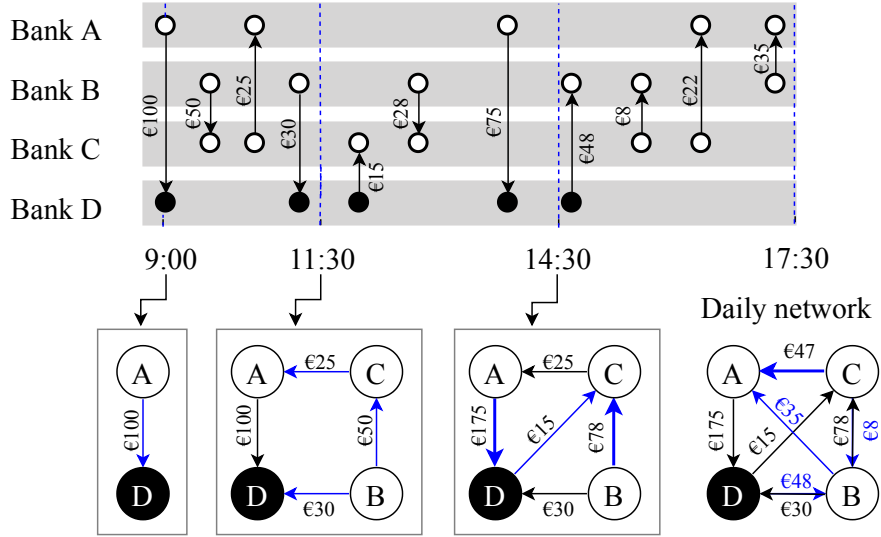 Bank A
Bank B
Bank C
Bank D
€100
€50
€25
€30
€15
€28
€75
€48
€8
€22
€35
9:00
11:30
14:30
17:30
Daily network
A
€100
D
A
€25
C
€100
€50
D
€30
B
A
€25
C
€175
€15
€78
D
€30
B
A
€47
C
€175
€15
€35
€78
€8
D
€48
€30
B